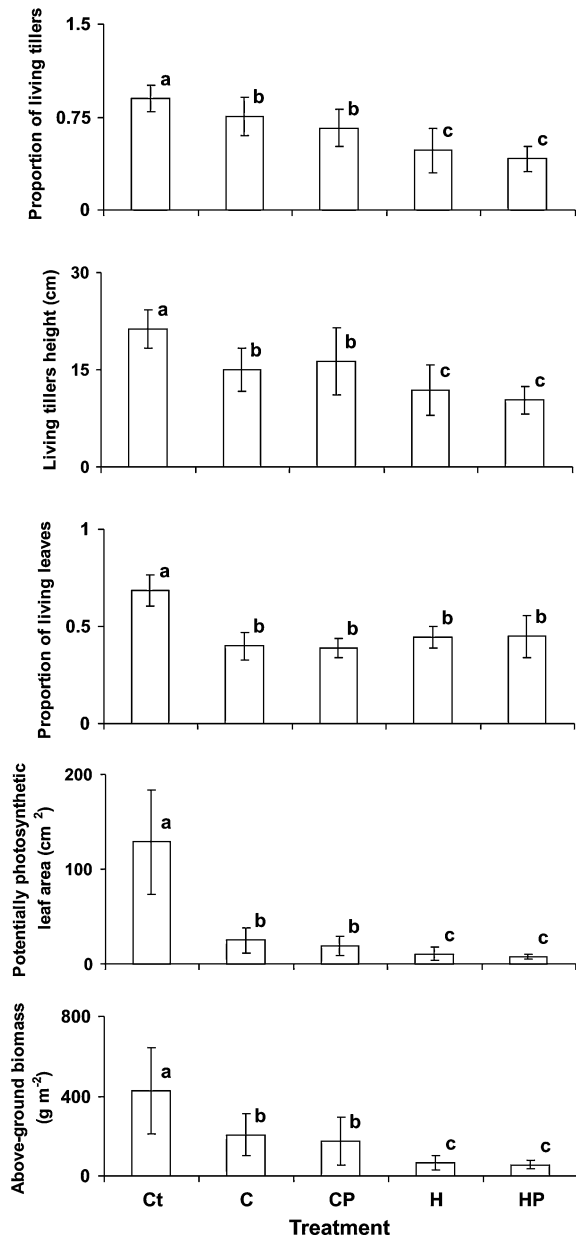 Proportion of living tillers
1.5
0.75
0
a
b
b
c
c
Living tillers height (cm)
30
15
0
a
b
b
c
c
Proportion of living leaves
1
0.5
0
a
b
b
b
b
Potentially photosynthetic
leaf area (cm ²)
200
100
0
a
b
b
c
c
Above-ground biomass
(g m⁻²)
800
400
0
a
b
b
c
c
Ct C CP H HP
Treatment